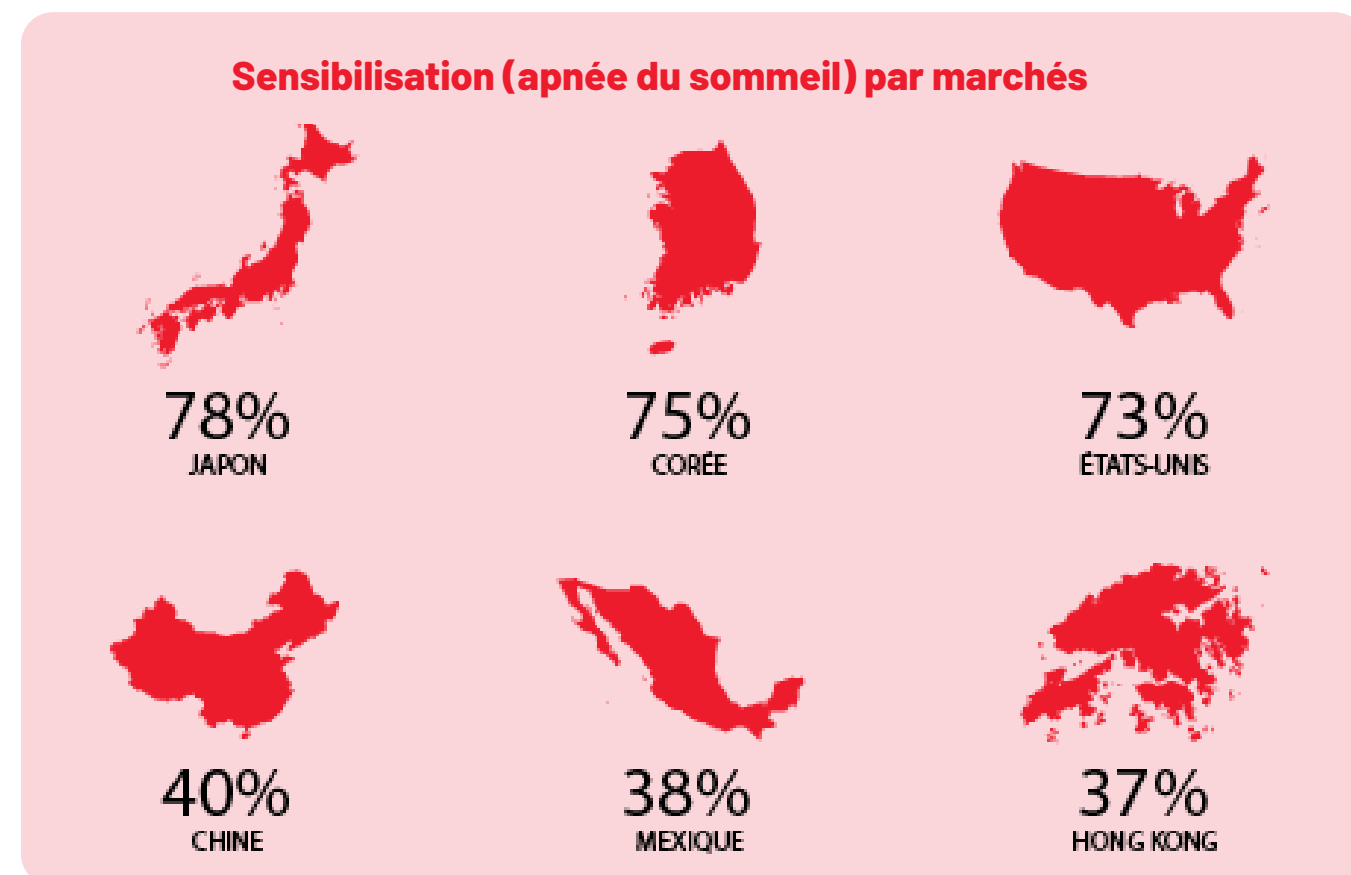 Sensibilisation (apnée du sommeil) par marchés
78% 75% 73%
JAPON CORÉE ÉTATS-UNIS
40% 38% 37%
CHINE MEXIQUE HONG KONG